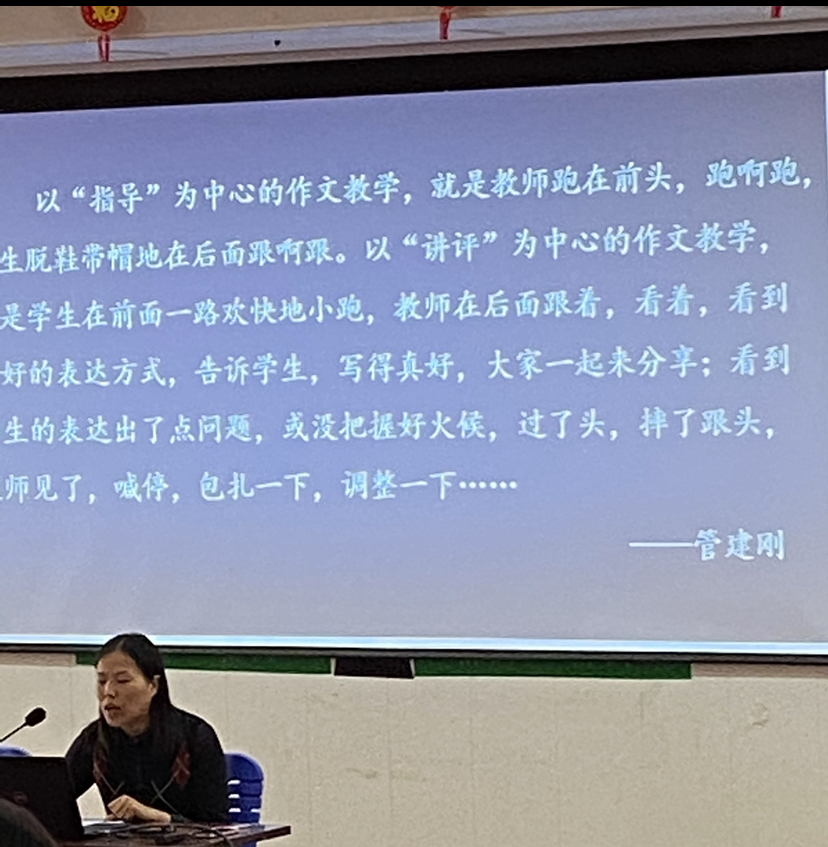 以“指导”为中心的作文教学，就是教师跑在前头，跑啊跑，
生脱鞋带帽地在后面跟啊跟。以“讲评”为中心的作文教学，
是学生在前面一路欢快地小跑，教师在后面跟着，看着，看到
好的表达方式，告诉学生，写得真好，大家一起来分享；看到
生的表达出了点问题，或没把握好火候，过了头，摔了跟头，
师见了，喊停，包扎一下，调整一下······
——管建刚